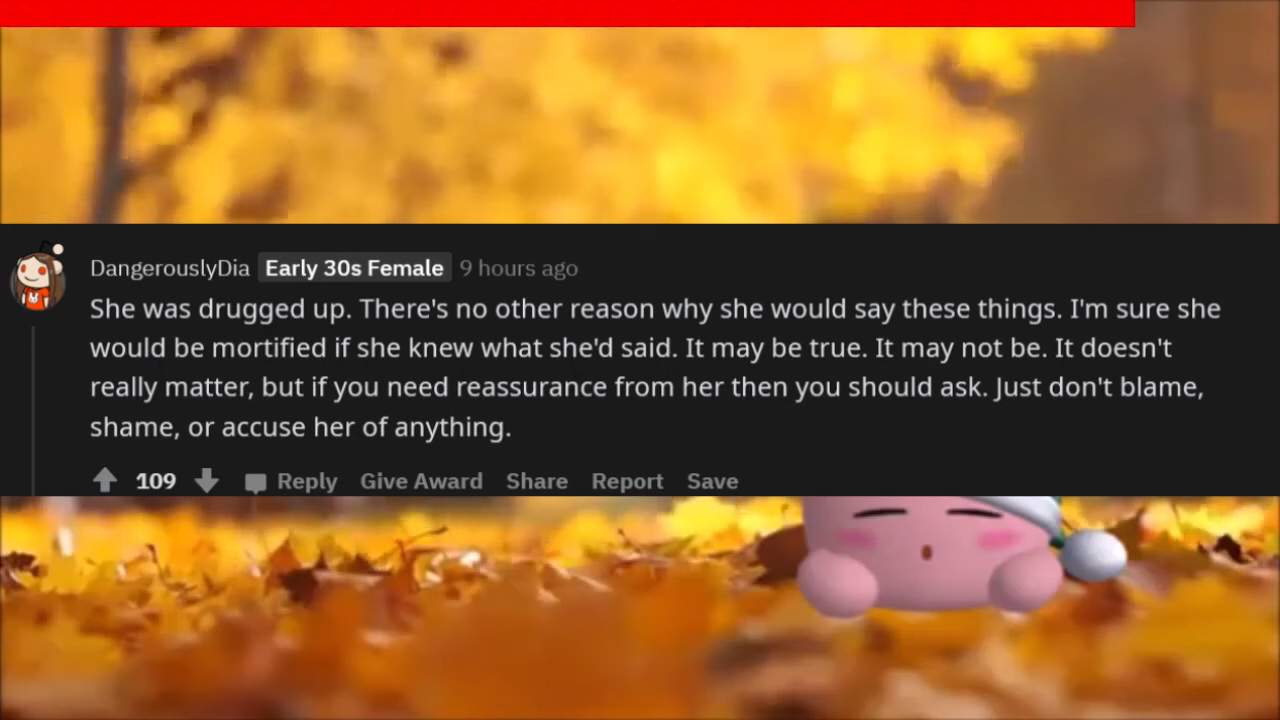 DangerouslyDia Early 30s Female 9 hours ago
She was drugged up. There's no other reason why she would say these things. I'm sure she
would be mortified if she knew what she'd said. It may be true. It may not be. It doesn't
really matter, but if you need reassurance from her then you should ask. Just don't blame,
shame, or accuse her of anything.
109 Reply Give Award Share Report Save